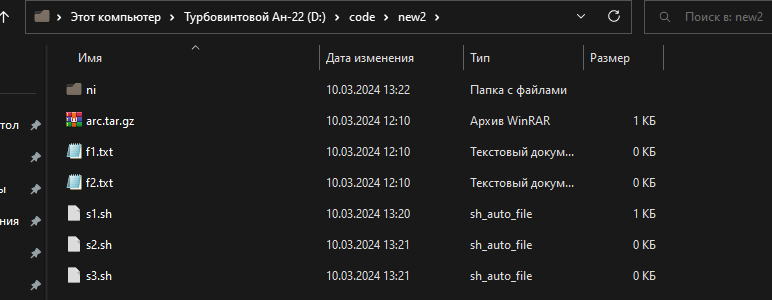 Этот компьютер > Турбовинтовой Ан-22 (D:) > code > new2 >
Поиск в: new2
Имя Дата изменения Тип Размер
ni 10.03.2024 13:22 Папка с файлами
arc.tar.gz 10.03.2024 12:10 Архив WinRAR 1 КБ
тол
f1.txt 10.03.2024 12:10 Текстовый докум... 0 КБ
f2.txt 10.03.2024 12:10 Текстовый докум... 0 КБ
ы
s1.sh 10.03.2024 13:20 sh_auto_file 1 КБ
ния
s2.sh 10.03.2024 13:21 sh_auto_file 0 КБ
s3.sh 10.03.2024 13:21 sh_auto_file 0 КБ